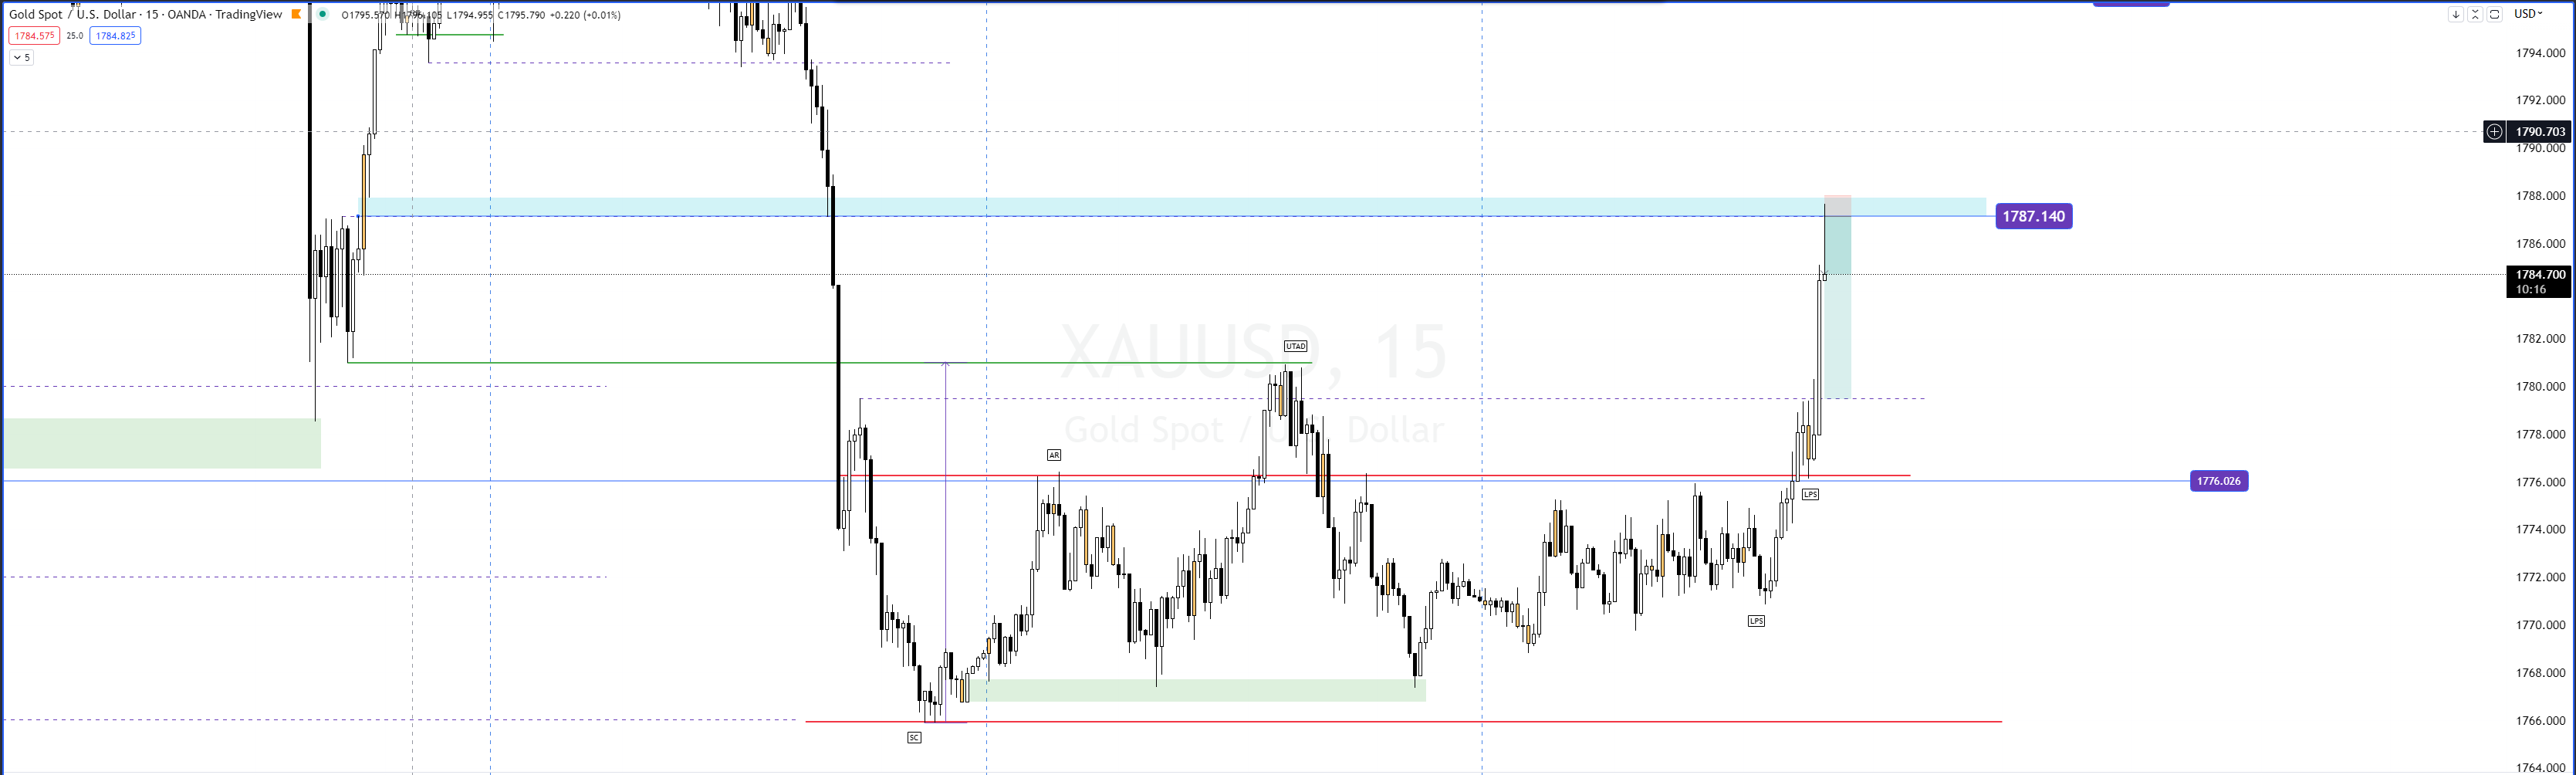 Gold Spot / U.S. Dollar · 15 · OANDA · TradingView O1795.570 H1796.105 L1794.955 C1795.790 +0.220 (+0.01%)
USD
1784.575 25.0 1784.825
5
1794.000
1792.000
1790.703
1790.000
1788.000
1787.140
1786.000
1784.700
10:16
XAUUSD, 15
UTAD
1782.000
1780.000
Gold Spot / U.S. Dollar
1778.000
AR
1776.026
1776.000
LPS
1774.000
1772.000
LPS
1770.000
1768.000
1766.000
SC
1764.000